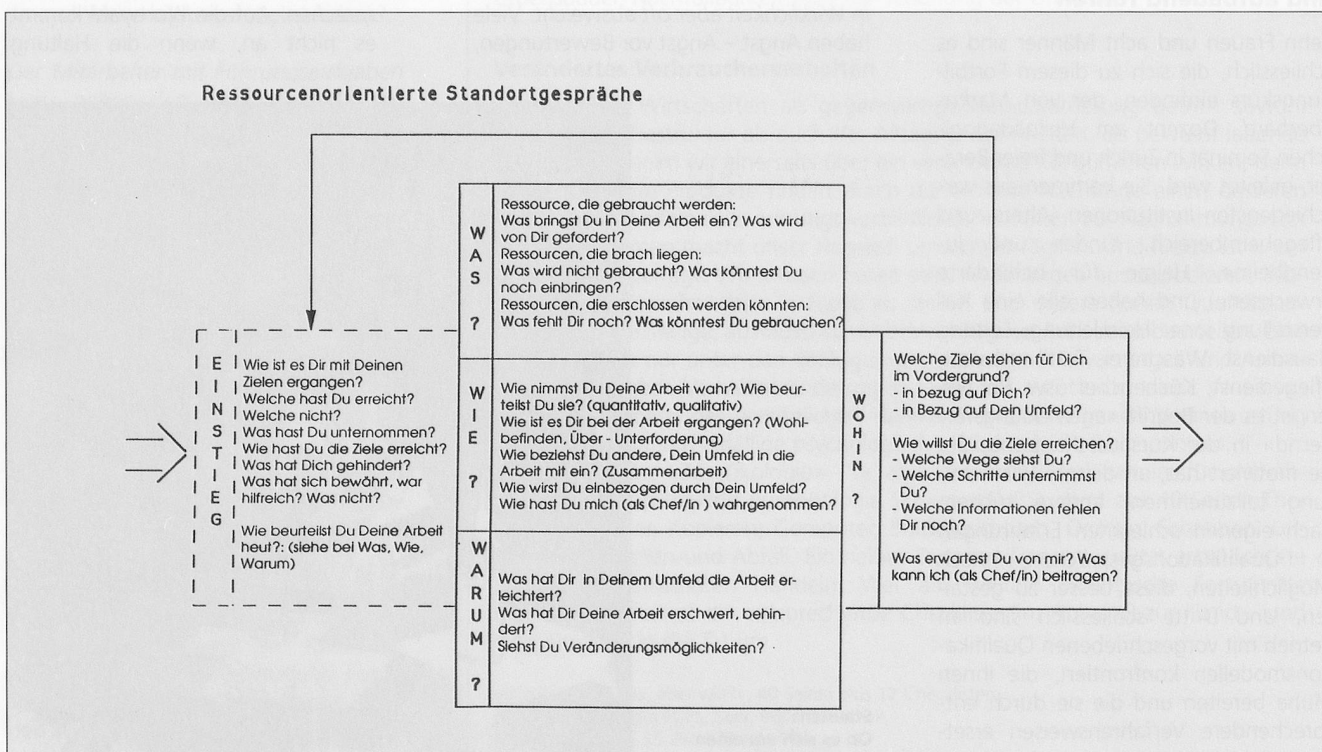 Ressourcenorientierte Standortgespräche
EINSTIEG
Wie ist es Dir mit Deinen
Zielen ergangen?
Welche hast Du erreicht?
Welche nicht?
Was hast Du unternommen?
Wie hast Du die Ziele erreicht?
Was hat Dich gehindert?
Was hat sich bewährt, war
hilfreich? Was nicht?
Wie beurteilst Du Deine Arbeit
heut?: (siehe bei Was, Wie,
Warum)
WAS?
Ressource, die gebraucht werden:
Was bringst Du in Deine Arbeit ein? Was wird
von Dir gefordert?
Ressourcen, die brach liegen:
Was wird nicht gebraucht? Was könntest Du
noch einbringen?
Ressourcen, die erschlossen werden könnten:
Was fehlt Dir noch? Was könntest Du gebrauchen?
WIE?
Wie nimmst Du Deine Arbeit wahr? Wie beur-
teilst Du sie? (quantitativ, qualitativ)
Wie ist es Dir bei der Arbeit ergangen? (Wohl-
befinden, Über - Unterforderung)
Wie beziehst Du andere, Dein Umfeld in die
Arbeit mit ein? (Zusammenarbeit)
Wie wirst Du einbezogen durch Dein Umfeld?
Wie hast Du mich (als Chef/in ) wahrgenommen?
WARUM?
Was hat Dir in Deinem Umfeld die Arbeit er-
leichtert?
Was hat Dir Deine Arbeit erschwert, behin-
dert?
Siehst Du Veränderungsmöglichkeiten?
WOHIN?
Welche Ziele stehen für Dich
im Vordergrund?
- in bezug auf Dich?
- in Bezug auf Dein Umfeld?
Wie willst Du die Ziele erreichen?
- Welche Wege siehst Du?
- Welche Schritte unternimmst
Du?
- Welche Informationen fehlen
Dir noch?
Was erwartest Du von mir? Was
kann ich (als Chef/in) beitragen?